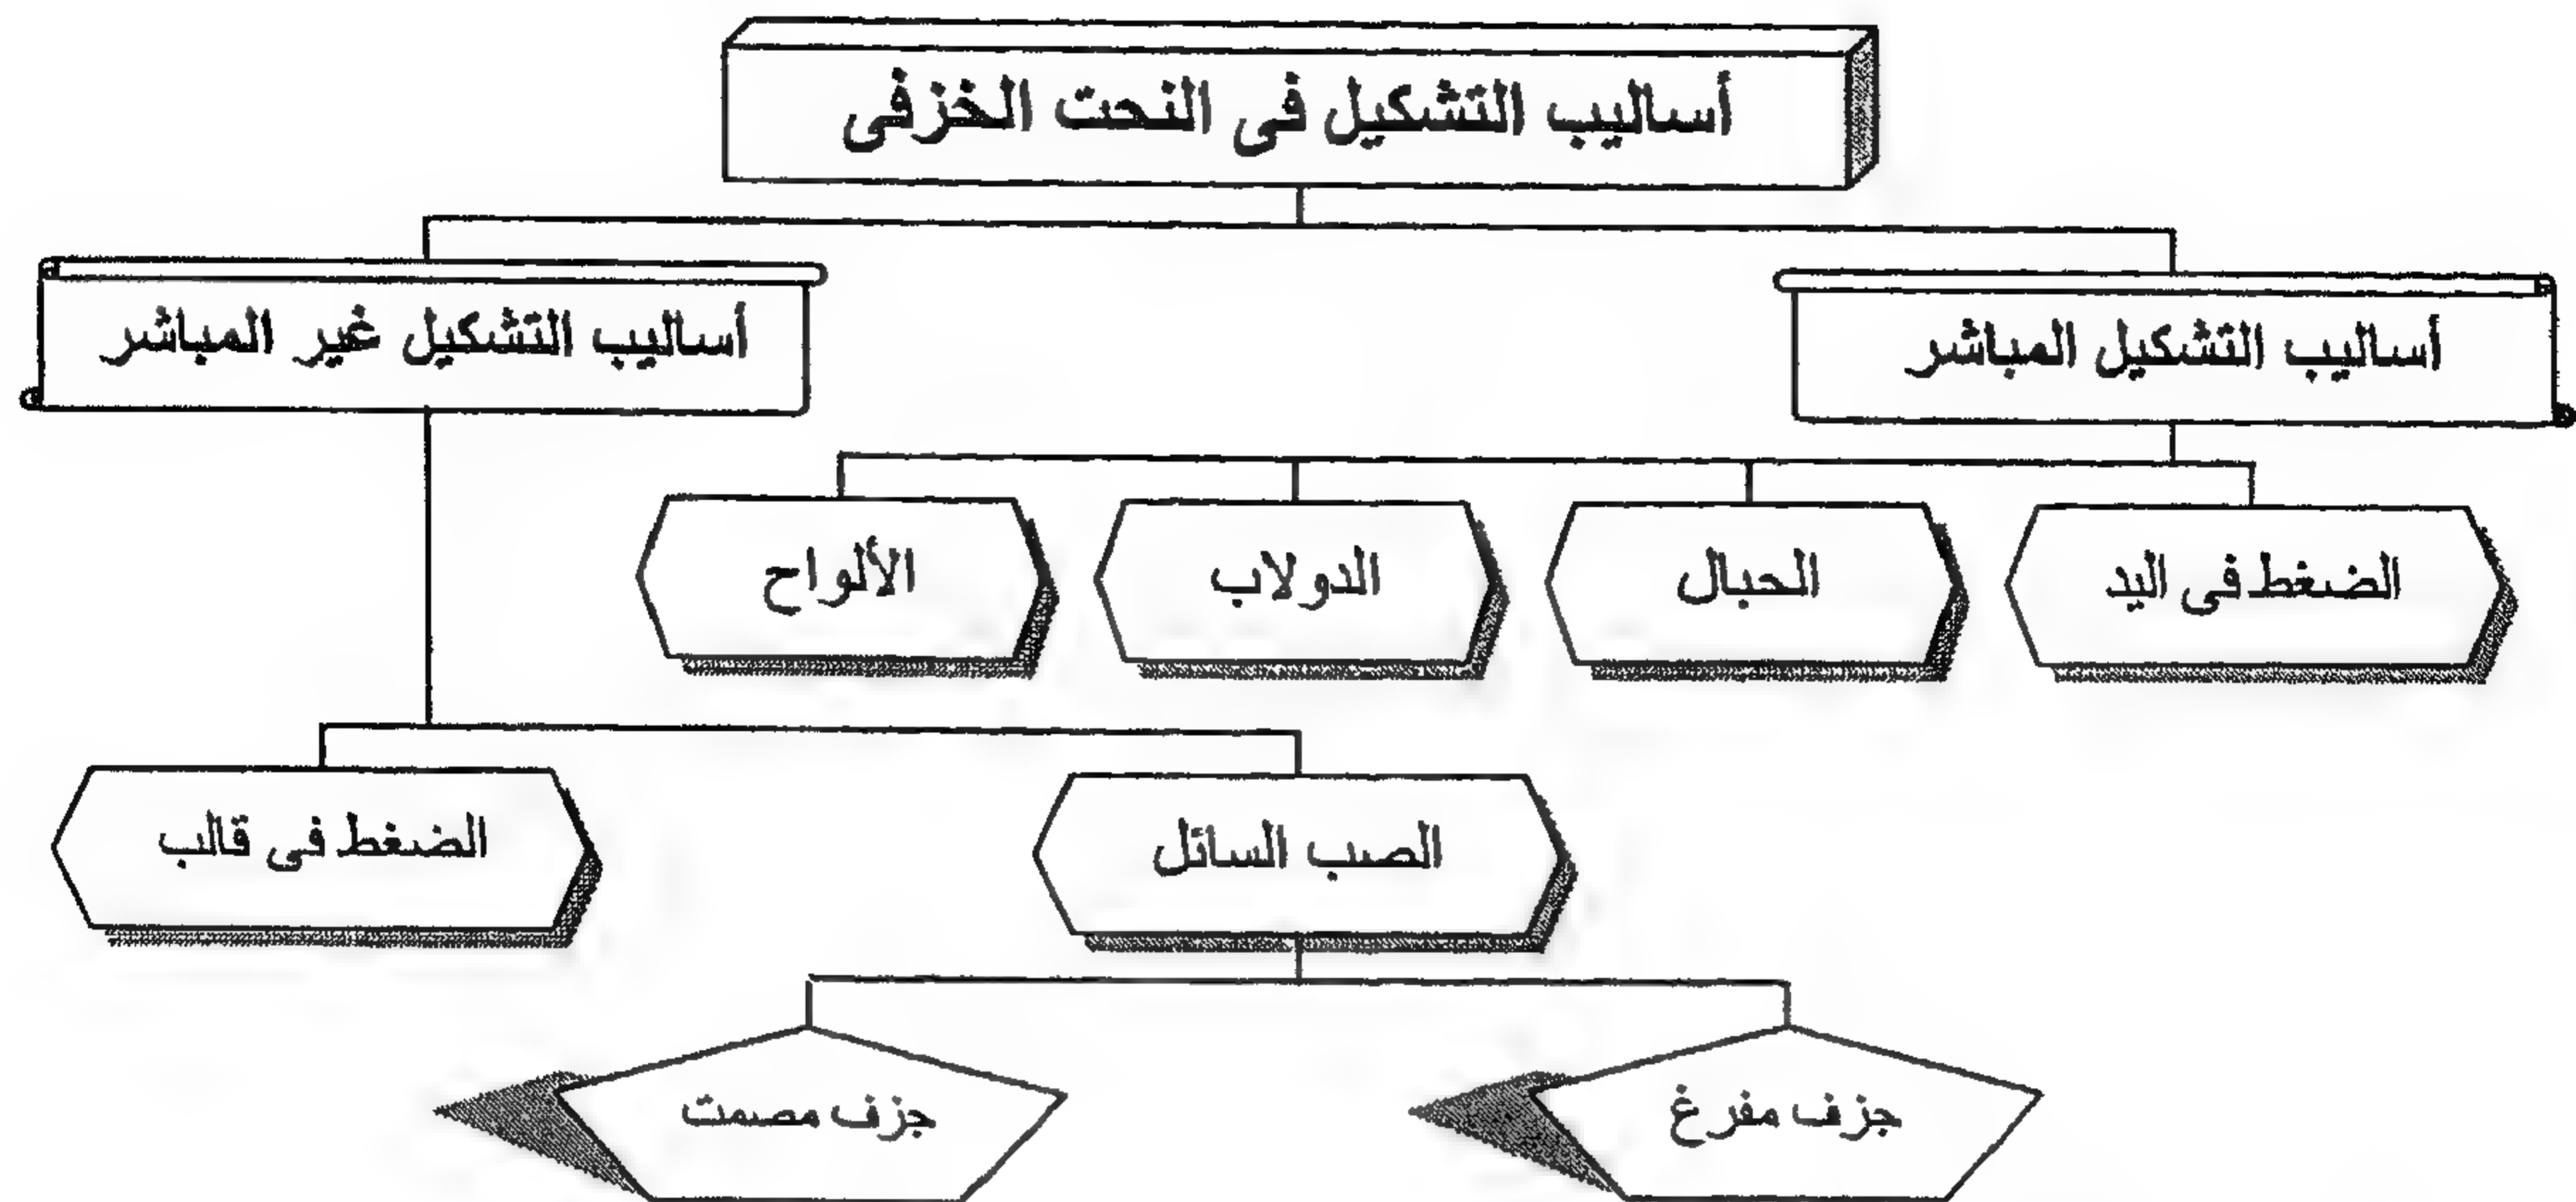 أساليب التشكيل فى النحت الخزفى
أساليب التشكيل المباشر
أساليب التشكيل غير المباشر
الضغط فى اليد
الحبال
الدولاب
الألواح
الصب السائل
الضغط فى قالب
جزف مفرغ
جزف مصمت